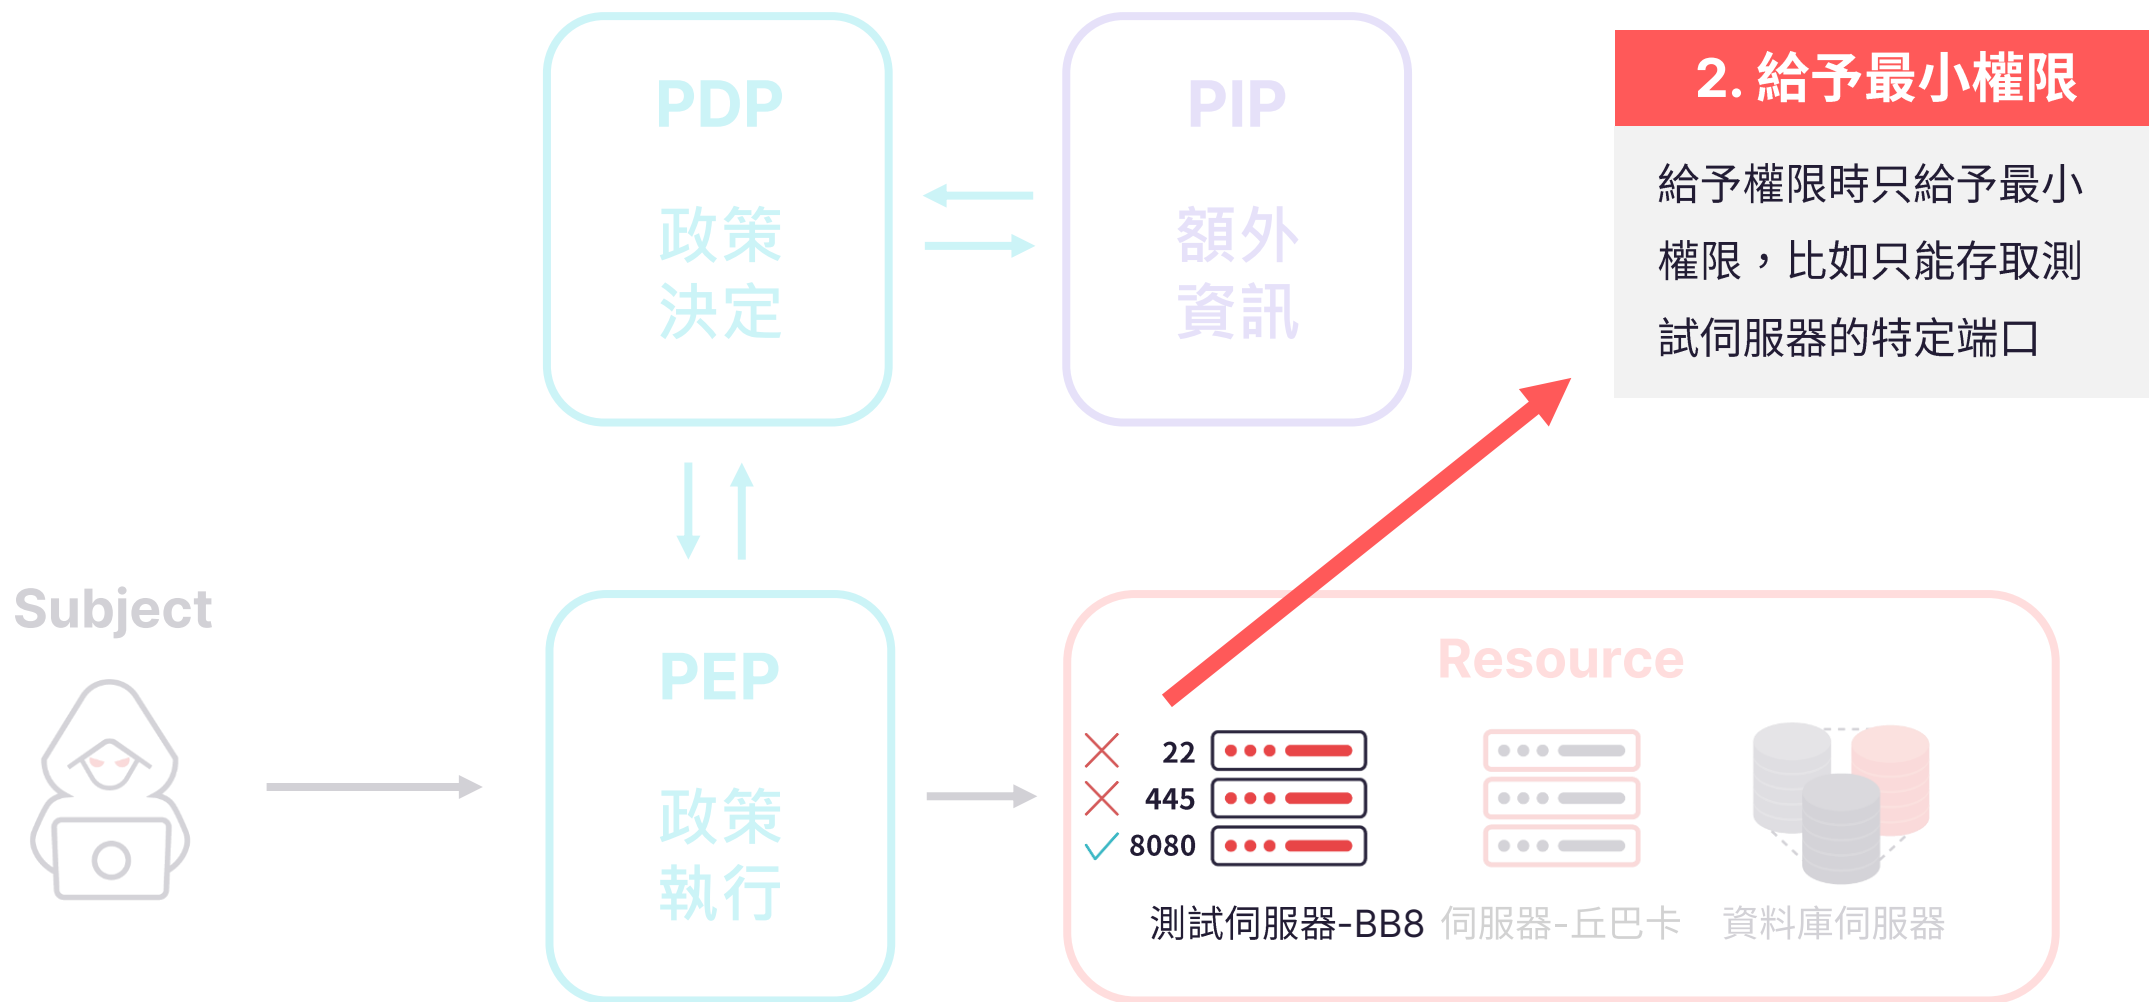 PDP
政策
決定
PIP
額外
資訊
2. 給予最小權限
給予權限時只給予最小
權限，比如只能存取測
試伺服器的特定端口
Subject
PEP
政策
執行
Resource
22
445
8080
測試伺服器-BB8
伺服器-丘巴卡
資料庫伺服器